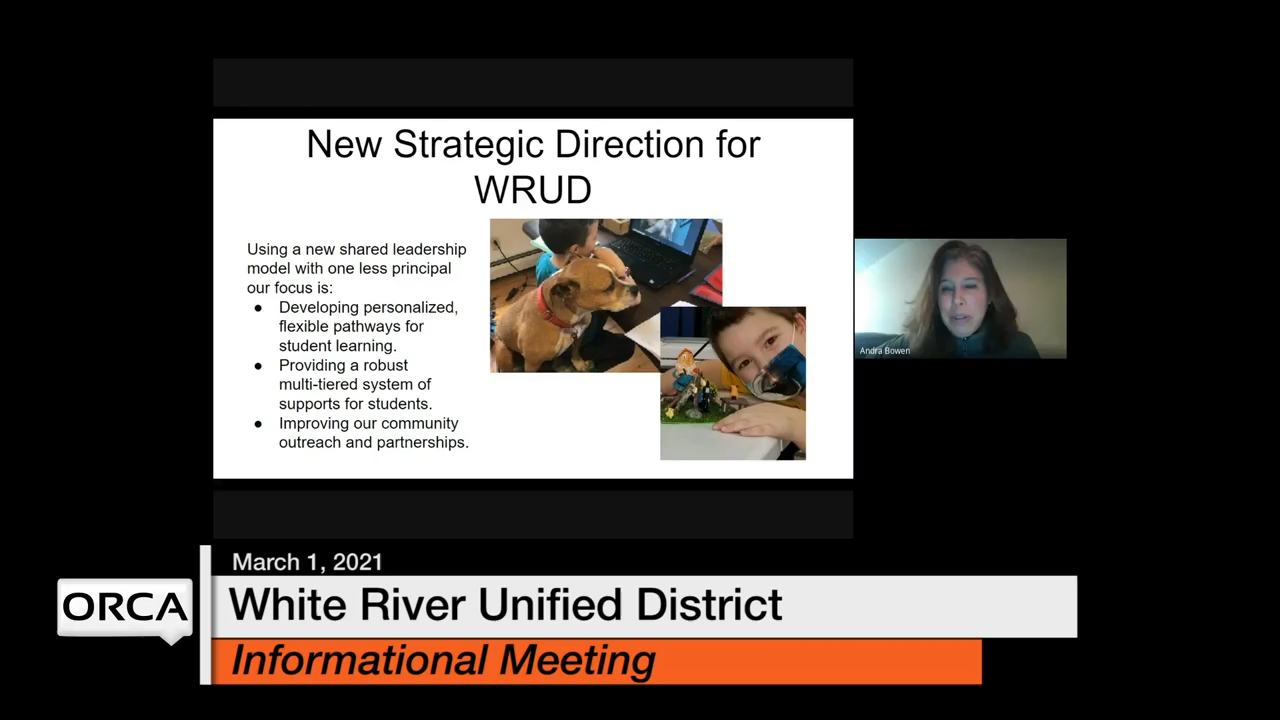 New Strategic Direction for
WRUD
Using a new shared leadership
model with one less principal
our focus is:
● Developing personalized,
flexible pathways for
student learning.
● Providing a robust
multi-tiered system of
supports for students.
● Improving our community
outreach and partnerships.
Andra Bowen
March 1, 2021
ORCA
White River Unified District
Informational Meeting